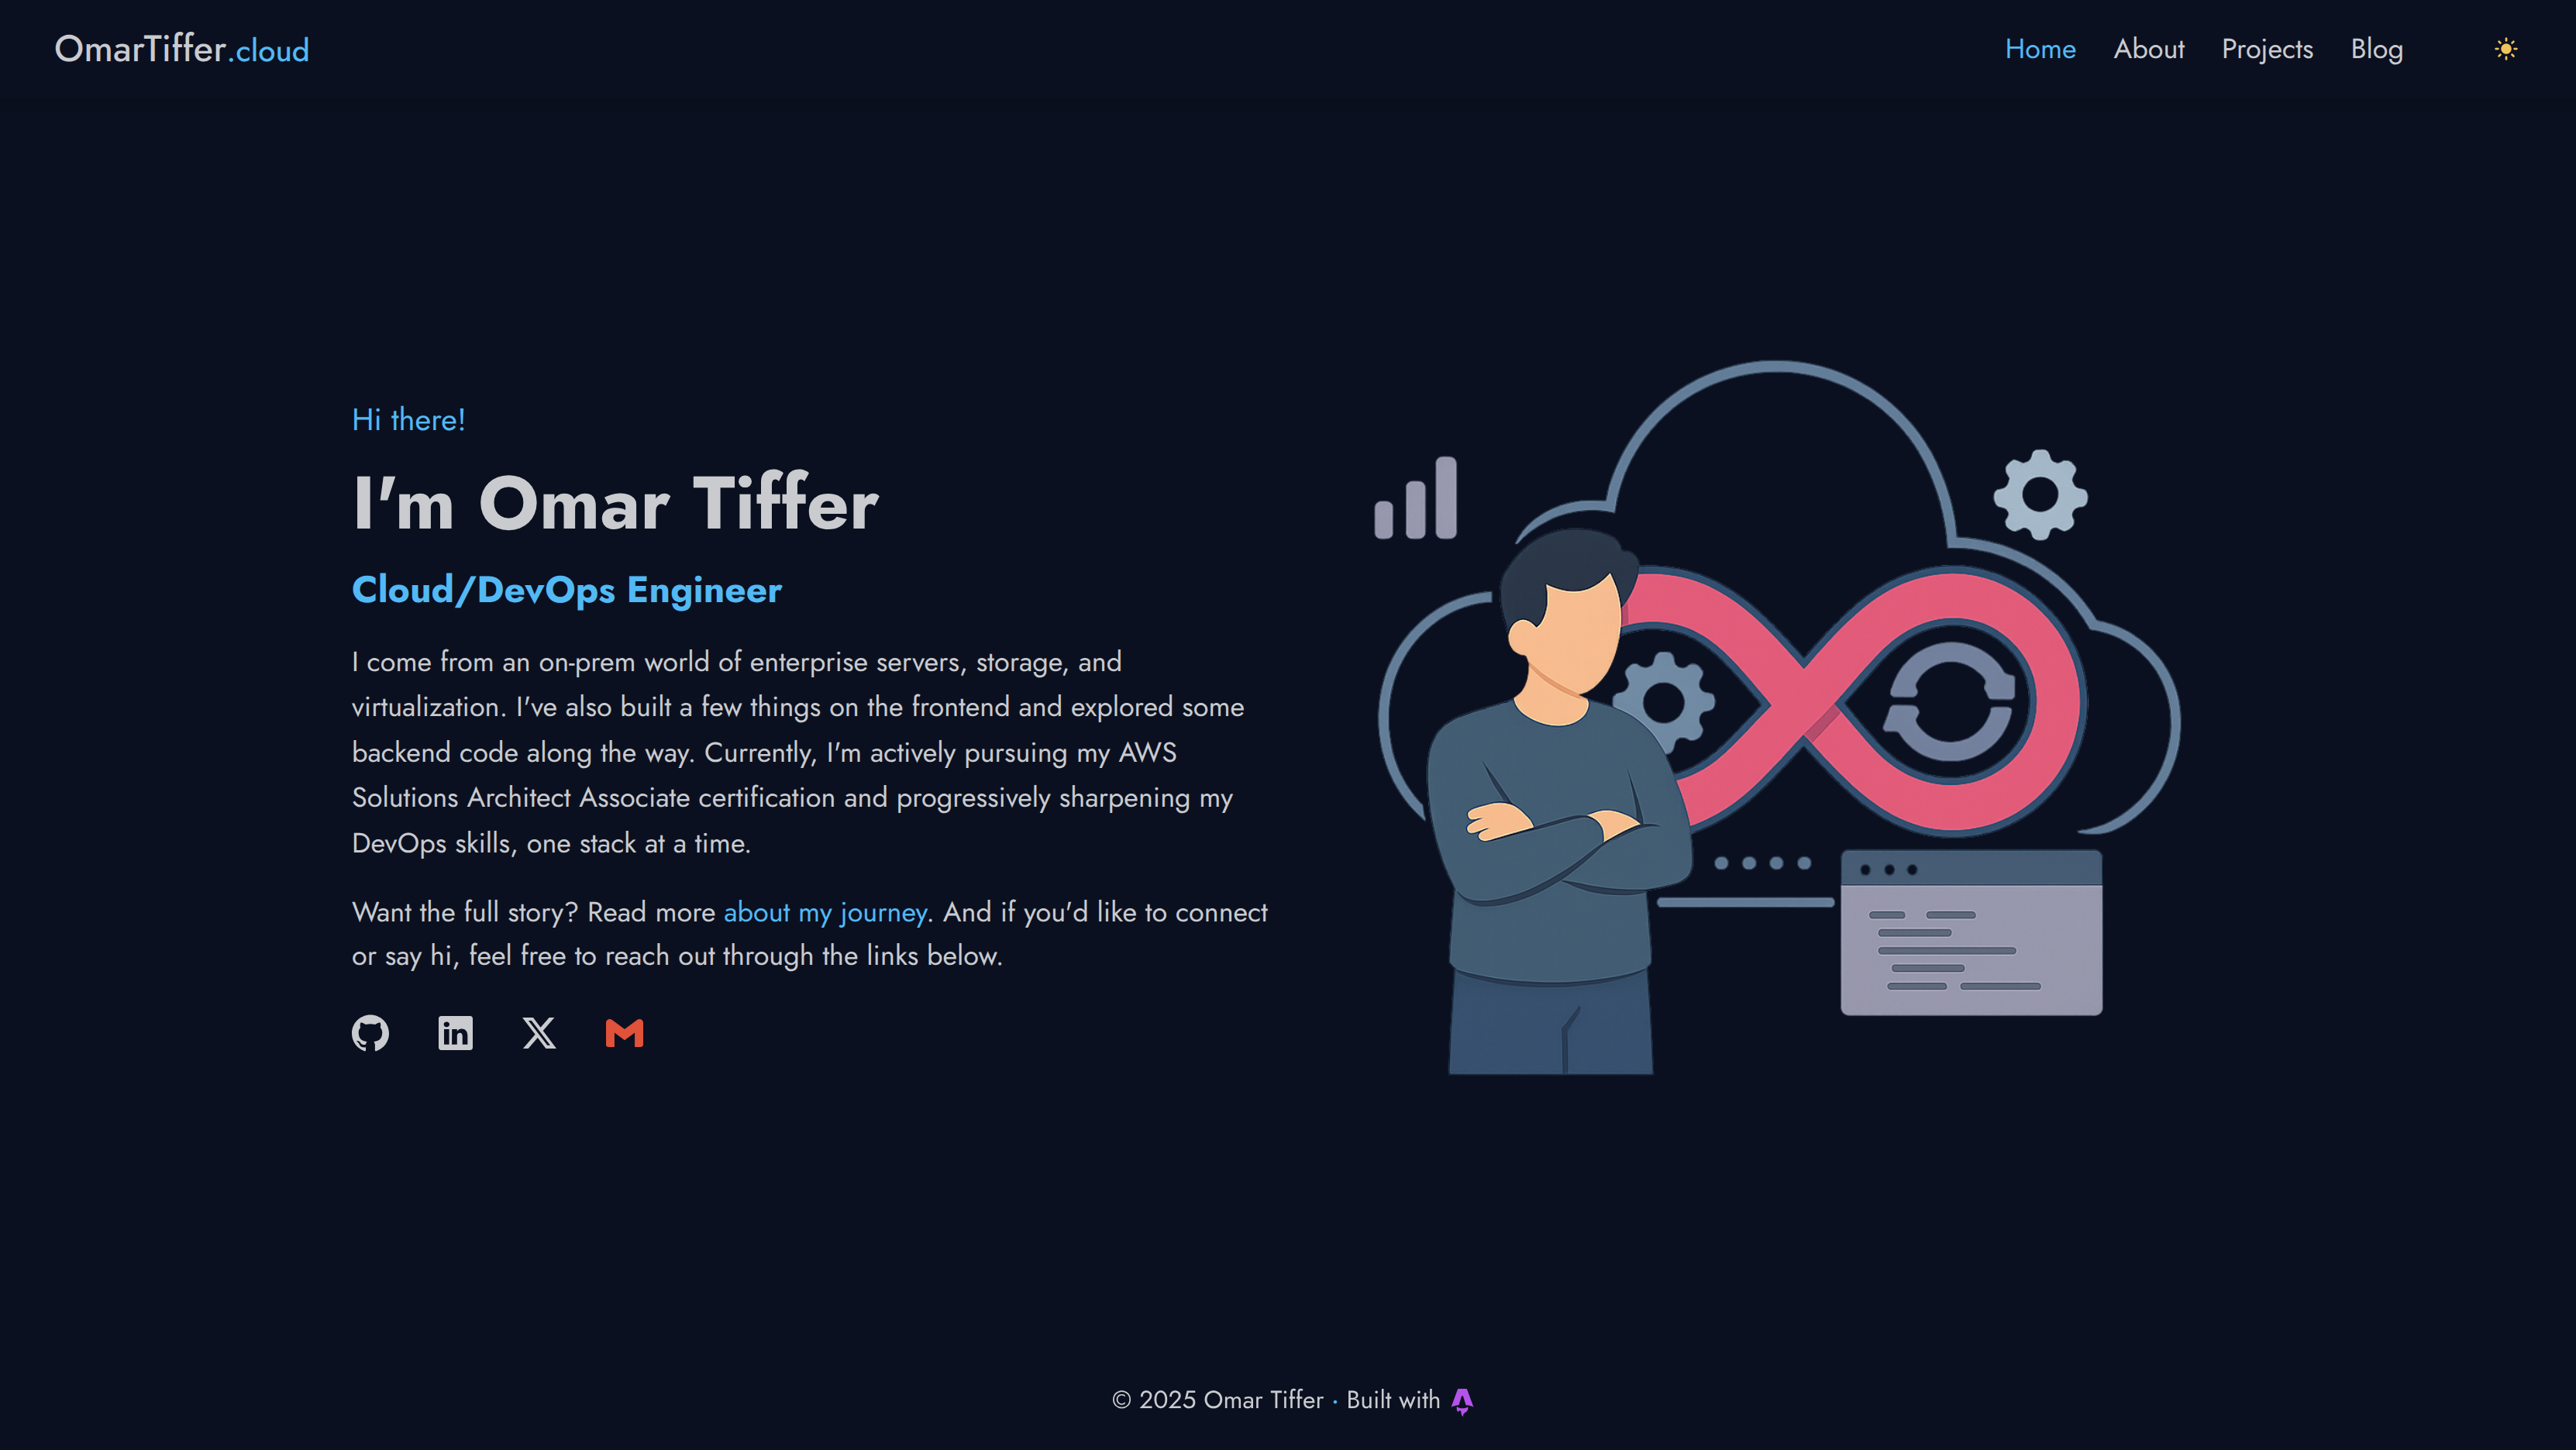 OmarTiffer.cloud
Home About Projects Blog
Hi there!
I'm Omar Tiffer
Cloud/DevOps Engineer
I come from an on-prem world of enterprise servers, storage, and
virtualization. I've also built a few things on the frontend and explored some
backend code along the way. Currently, I'm actively pursuing my AWS
Solutions Architect Associate certification and progressively sharpening my
DevOps skills, one stack at a time.
Want the full story? Read more about my journey. And if you'd like to connect
or say hi, feel free to reach out through the links below.
© 2025 Omar Tiffer · Built with